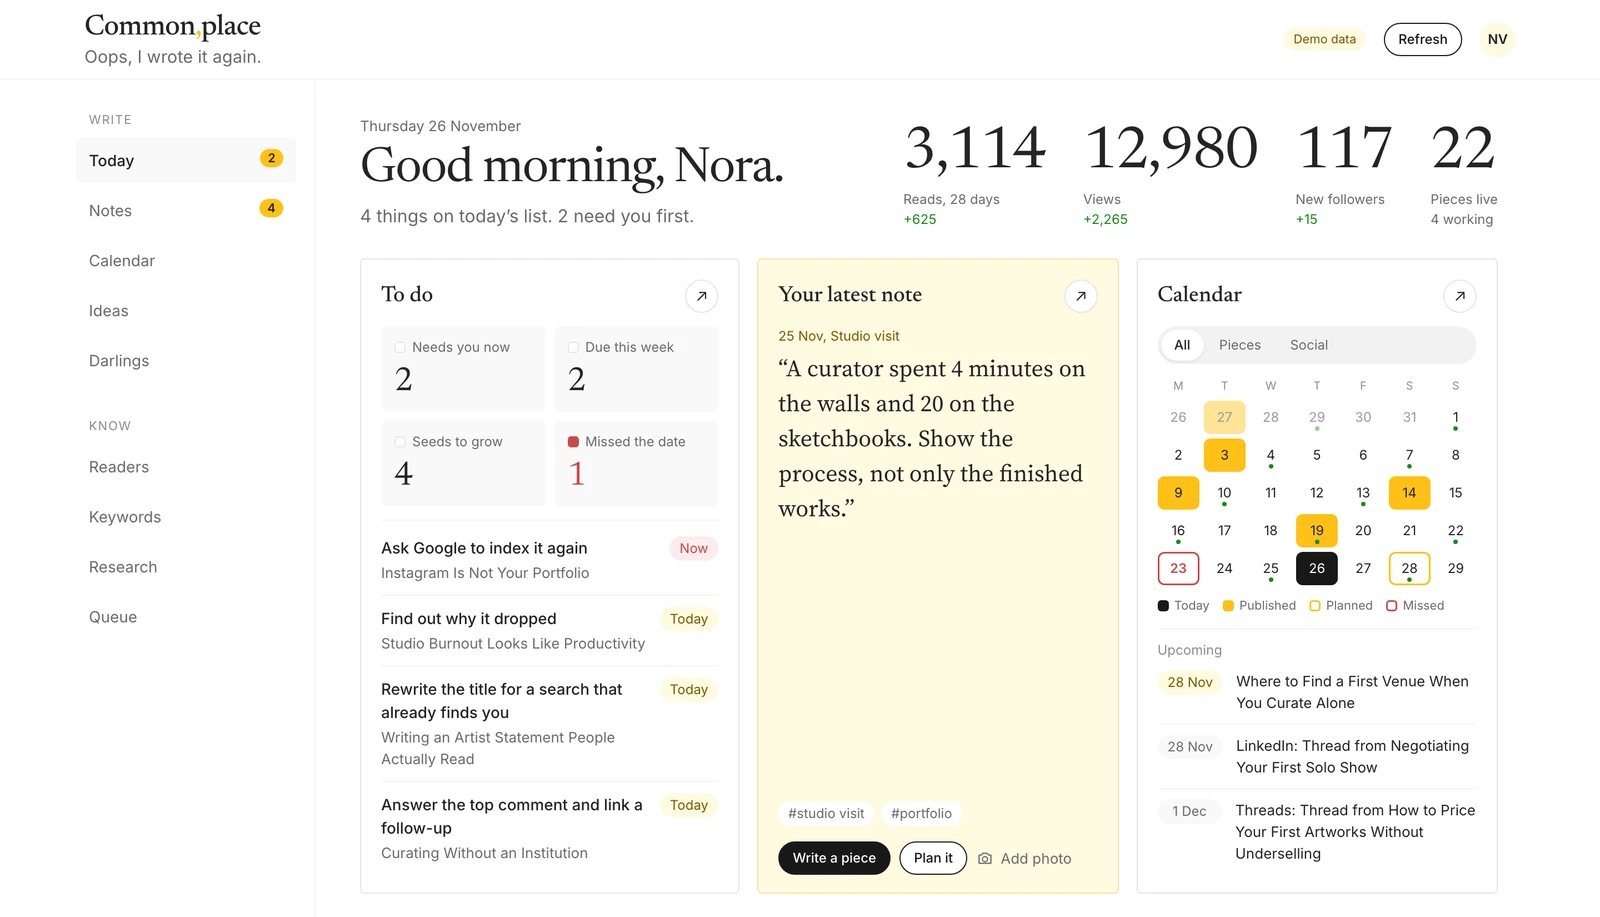 Common,place
Oops, I wrote it again.
Demo data
Refresh
NV
WRITE
Today 2
Notes 4
Calendar
Ideas
Darlings
KNOW
Readers
Keywords
Research
Queue
Thursday 26 November
Good morning, Nora.
4 things on today’s list. 2 need you first.
3,114
Reads, 28 days
+625
12,980
Views
+2,265
117
New followers
+15
22
Pieces live
4 working
To do
Needs you now
2
Due this week
2
Seeds to grow
4
Missed the date
1
Ask Google to index it again
Now
Instagram Is Not Your Portfolio
Find out why it dropped
Today
Studio Burnout Looks Like Productivity
Rewrite the title for a search that
already finds you
Today
Writing an Artist Statement People
Actually Read
Answer the top comment and link a
follow-up
Today
Curating Without an Institution
Your latest note
25 Nov, Studio visit
“A curator spent 4 minutes on
the walls and 20 on the
sketchbooks. Show the
process, not only the finished
works.”
#studio visit #portfolio
Write a piece
Plan it
Add photo
Calendar
All Pieces Social
M T W T F S S
26 27 28 29 30 31 1
2 3 4 5 6 7 8
9 10 11 12 13 14 15
16 17 18 19 20 21 22
23 24 25 26 27 28 29
Today Published Planned Missed
Upcoming
28 Nov
Where to Find a First Venue When
You Curate Alone
28 Nov
LinkedIn: Thread from Negotiating
Your First Solo Show
1 Dec
Threads: Thread from How to Price
Your First Artworks Without
Underselling